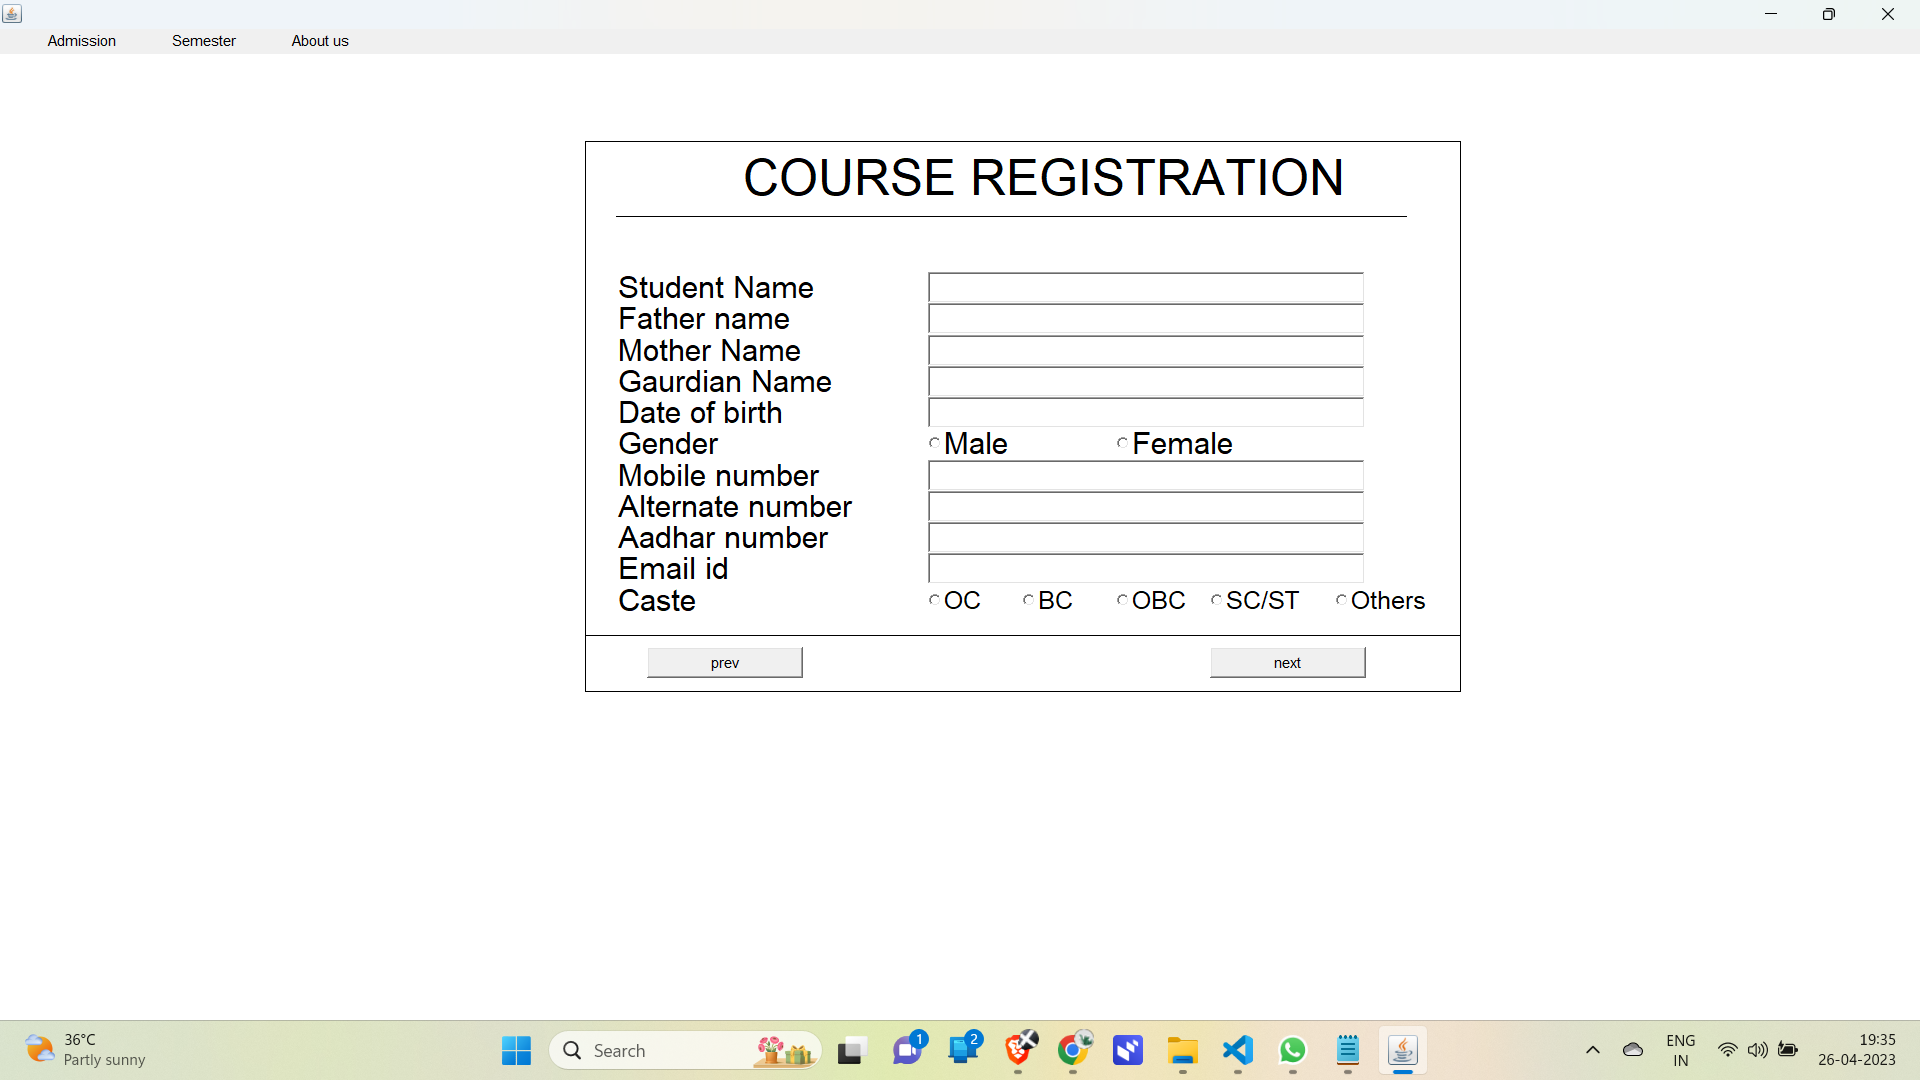 Admission Semester About us
COURSE REGISTRATION
Student Name
Father name
Mother Name
Gaurdian Name
Date of birth
Gender Male Female
Mobile number
Alternate number
Aadhar number
Email id
Caste OC BC OBC SC/ST Others
prev next
36°C
Partly sunny
Search
1
2
ENG
IN
19:35
26-04-2023